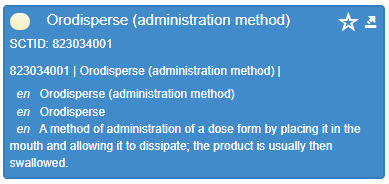 Orodisperse (administration method)
SCTID: 823034001
823034001 | Orodisperse (administration method) |
en Orodisperse (administration method)
en Orodisperse
en A method of administration of a dose form by placing it in the
mouth and allowing it to dissipate; the product is usually then
swallowed.